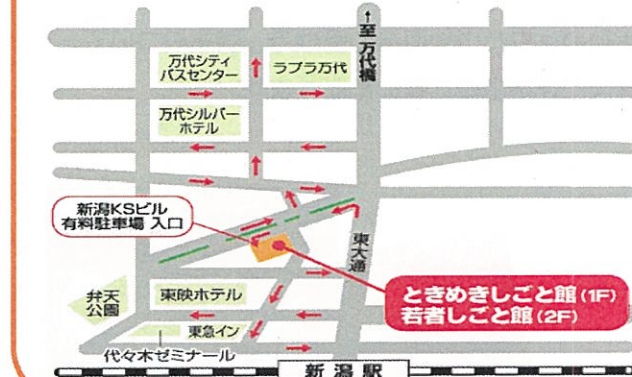 ↑至 万代橋
万代シティ
バスセンター
ラブラ万代
万代シルバー
ホテル
新潟KSビル
有料駐車場 入口
東大通
ときめきしごと館(1F)
若者しごと館(2F)
弁天
公園
東映ホテル
東急イン
代々木ゼミナール
新潟駅